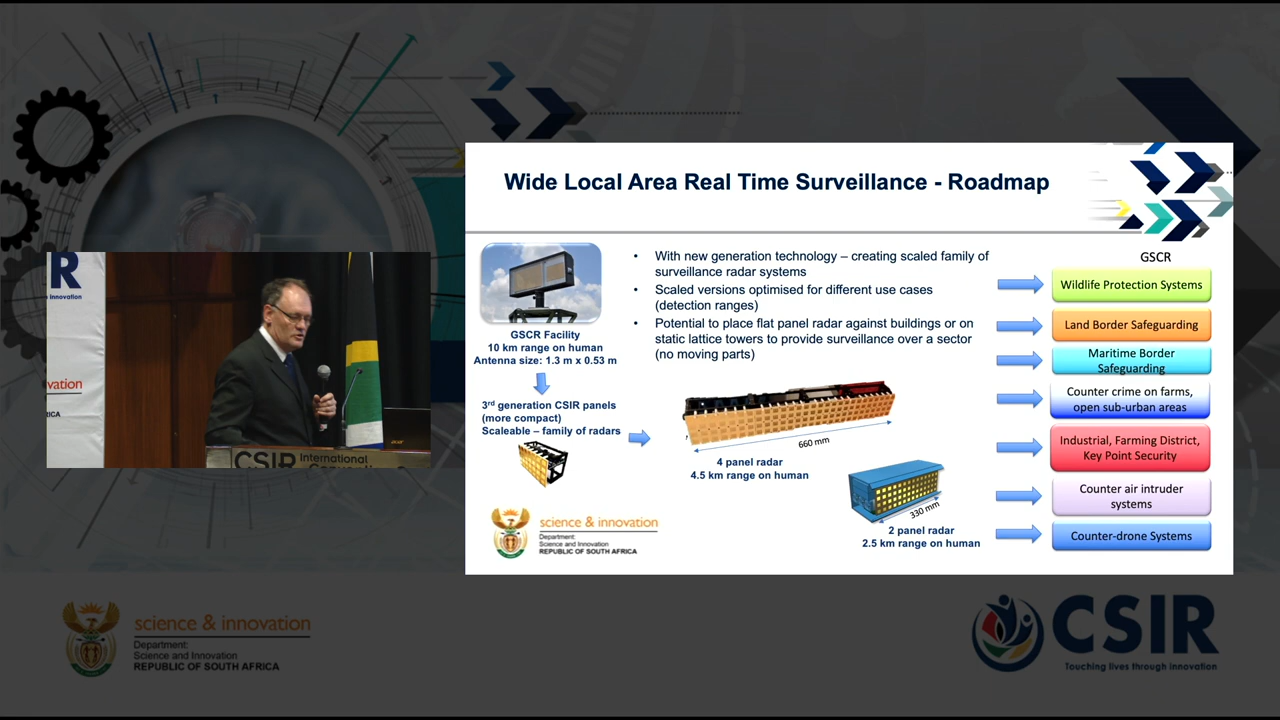 Wide Local Area Real Time Surveillance - Roadmap
GSCR Facility
10 km range on human
Antenna size: 1.3 m x 0.53 m
3rd generation CSIR panels
(more compact)
Scaleable – family of radars
• With new generation technology – creating scaled family of
surveillance radar systems
• Scaled versions optimised for different use cases
(detection ranges)
• Potential to place flat panel radar against buildings or on
static lattice towers to provide surveillance over a sector
(no moving parts)
660 mm
4 panel radar
4.5 km range on human
330 mm
2 panel radar
2.5 km range on human
GSCR
Wildlife Protection Systems
Land Border Safeguarding
Maritime Border
Safeguarding
Counter crime on farms,
open sub-urban areas
Industrial, Farming District,
Key Point Security
Counter air intruder
systems
Counter-drone Systems
science & innovation
Department:
Science and Innovation
REPUBLIC OF SOUTH AFRICA
R
innovation
vation
ICA
CSIR International
acer
science & innovation
Department:
Science and Innovation
REPUBLIC OF SOUTH AFRICA
CSIR
Touching lives through innovation